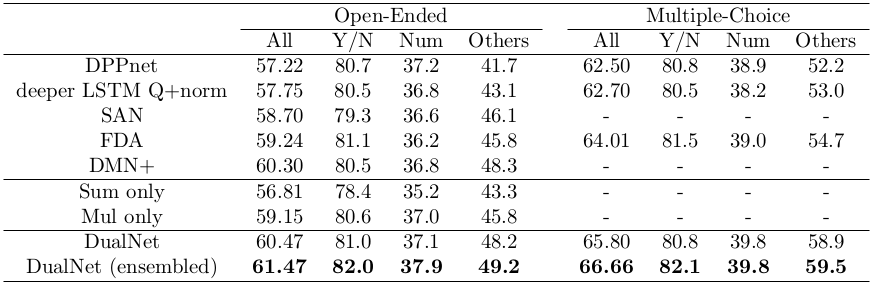 Open-Ended Multiple-Choice
All Y/N Num Others All Y/N Num Others
DPPnet 57.22 80.7 37.2 41.7 62.50 80.8 38.9 52.2
deeper LSTM Q+norm 57.75 80.5 36.8 43.1 62.70 80.5 38.2 53.0
SAN 58.70 79.3 36.6 46.1 - - - -
FDA 59.24 81.1 36.2 45.8 64.01 81.5 39.0 54.7
DMN+ 60.30 80.5 36.8 48.3 - - - -
Sum only 56.81 78.4 35.2 43.3 - - - -
Mul only 59.15 80.6 37.0 45.8 - - - -
DualNet 60.47 81.0 37.1 48.2 65.80 80.8 39.8 58.9
DualNet (ensembled) 61.47 82.0 37.9 49.2 66.66 82.1 39.8 59.5